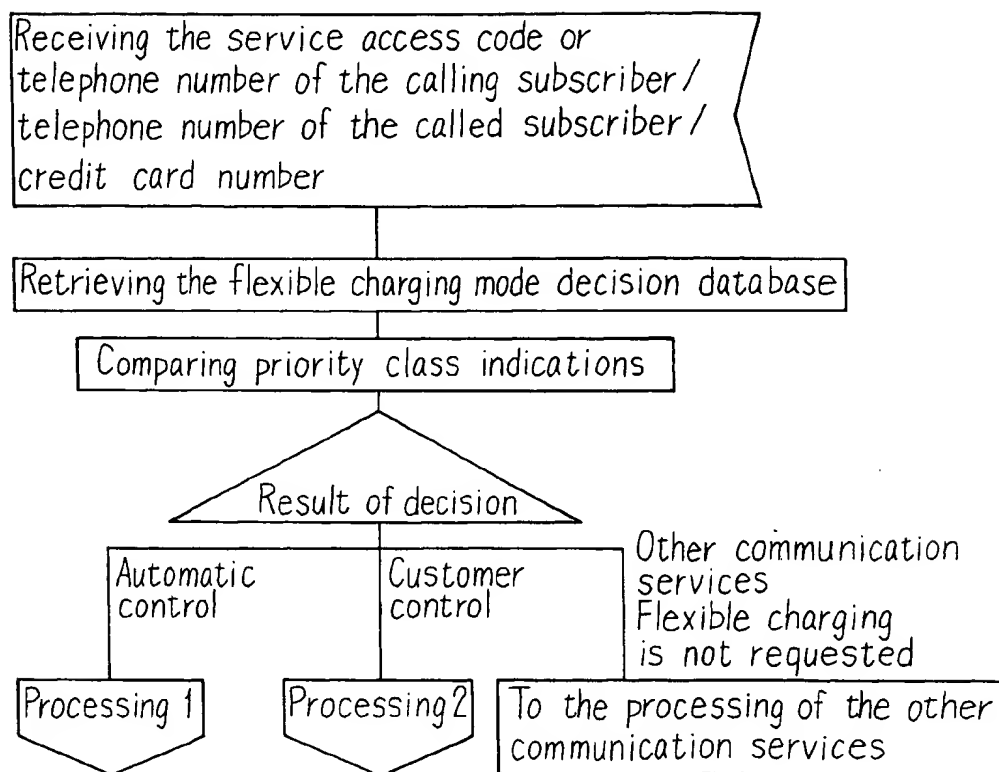 Receiving the service access code or
telephone number of the calling subscriber/
telephone number of the called subscriber/
credit card number
Retrieving the flexible charging mode decision database
Comparing priority class indications
Result of decision
Automatic
control
Customer
control
Other communication
services
Flexible charging
is not requested
Processing 1
Processing 2
To the processing of the other
communication services